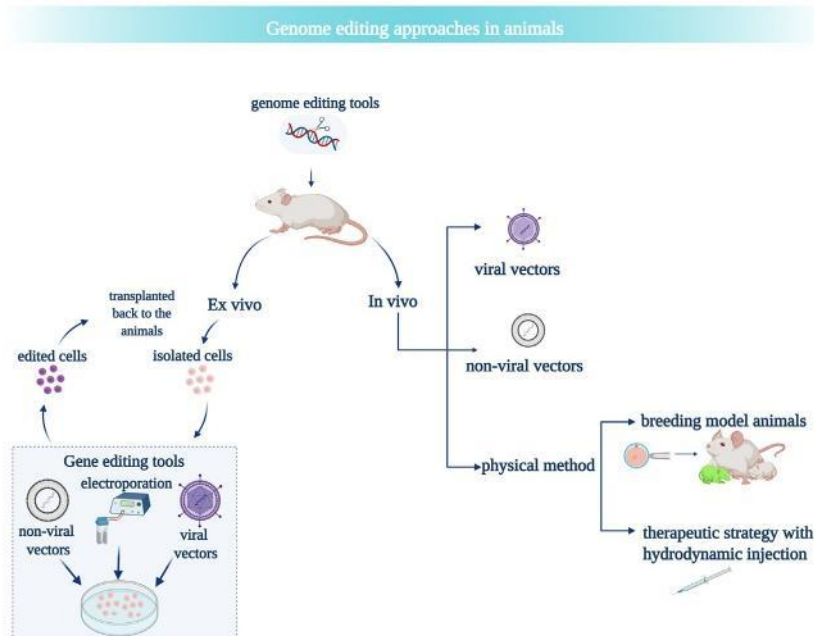 Genome editing approaches in animals
genome editing tools
Ex vivo
In vivo
transplanted
back to the
animals
edited cells
isolated cells
Gene editing tools
electroporation
non-viral
vectors
viral
vectors
viral vectors
non-viral vectors
physical method
breeding model animals
therapeutic strategy with
hydrodynamic injection